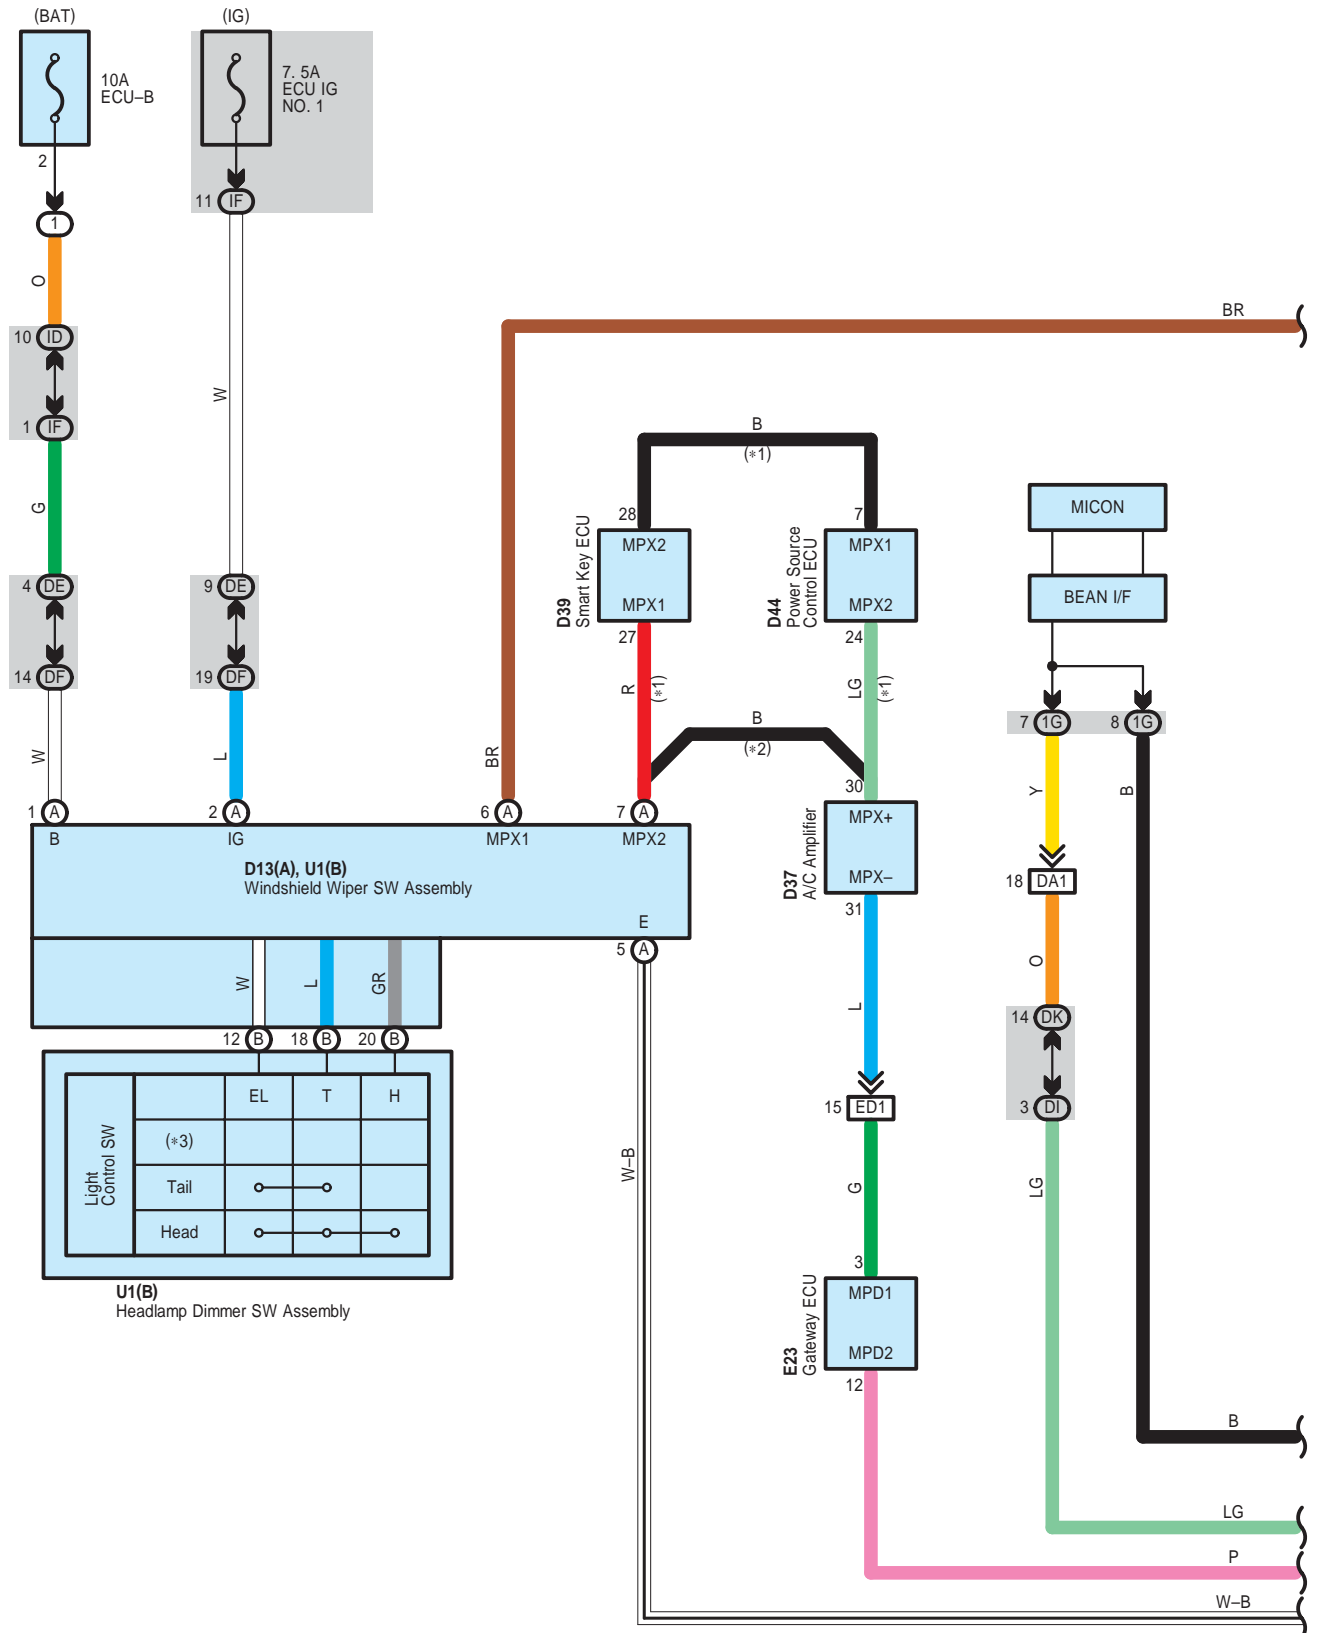 (BAT)
(IG)
10A
ECU–B
7. 5A
ECU IG
NO. 1
2
11 IF
1
O
10 ID
BR
W
1 IF
B
(∗1)
G
28
7
MICON
MPX2
MPX1
D39
Smart Key ECU
MPX1
MPX2
D44
Power Source
Control ECU
4 DE
9 DE
BEAN I/F
27
24
14 DF
19 DF
R
(∗1)
LG
(∗1)
B
(∗2)
7 1G
8 1G
W
L
BR
30
Y
B
1 A
2 A
6 A
7 A
B
IG
MPX1
MPX2
MPX+
MPX–
D37
A/C Amplifier
D13(A), U1(B)
Windshield Wiper SW Assembly
18 DA1
31
E
5 A
W
L
GR
O
L
14 DK
12 B
18 B
20 B
EL
T
H
15 ED1
3 DI
Light
Control SW
(∗3)
Tail
Head
W–B
G
LG
3
U1(B)
Headlamp Dimmer SW Assembly
MPD1
MPD2
E23
Gateway ECU
12
B
LG
P
W–B